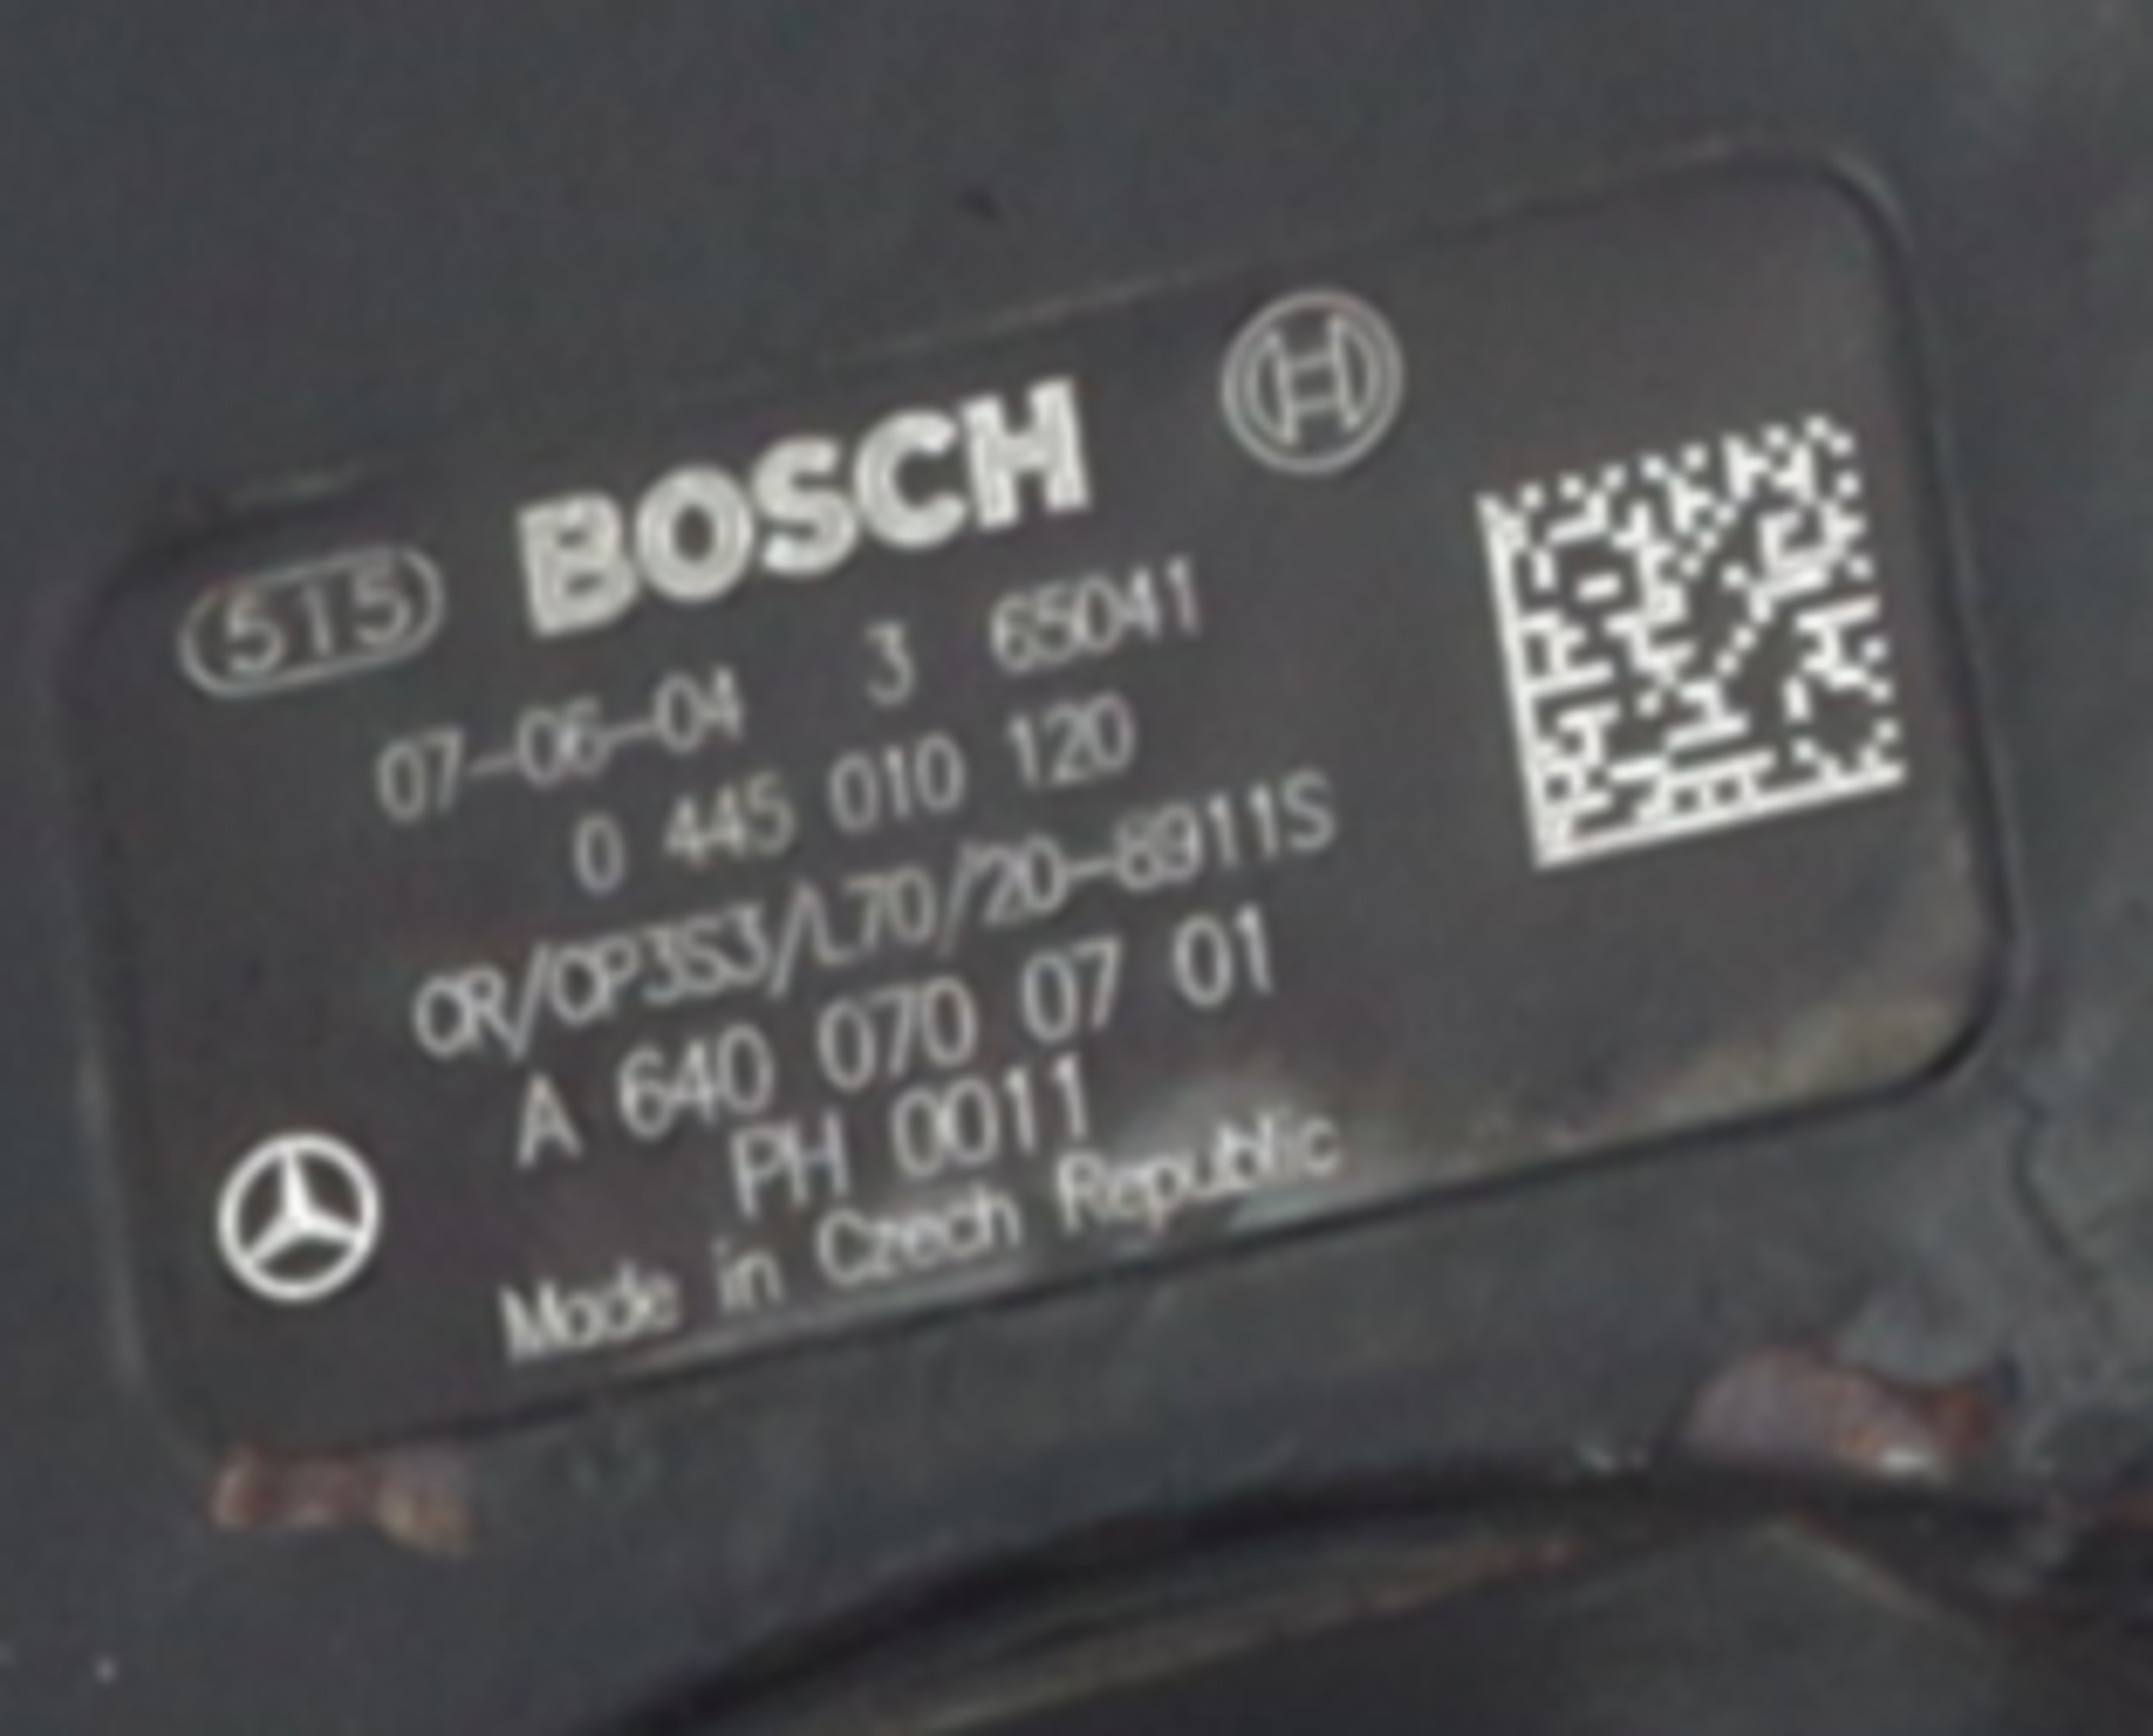 515 BOSCH
07-06-04 3 65041
0 445 010 120
CR/CP3S3/L70/20-8911S
A 640 070 07 01
PH 0011
Made in Czech Republic